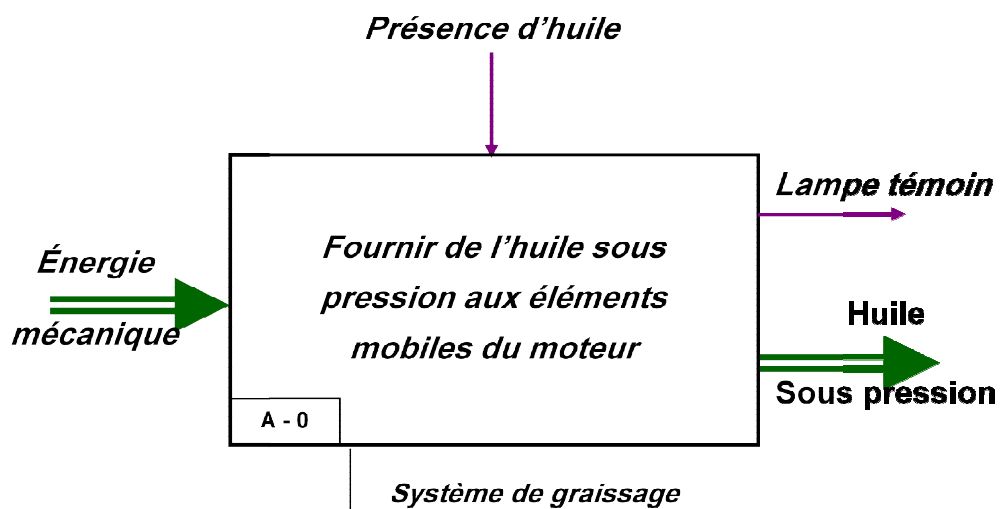 Présence d'huile
Lampe témoin
Énergie
mécanique
Fournir de l'huile sous
pression aux éléments
mobiles du moteur
Huile
Sous pression
A - 0
Système de graissage